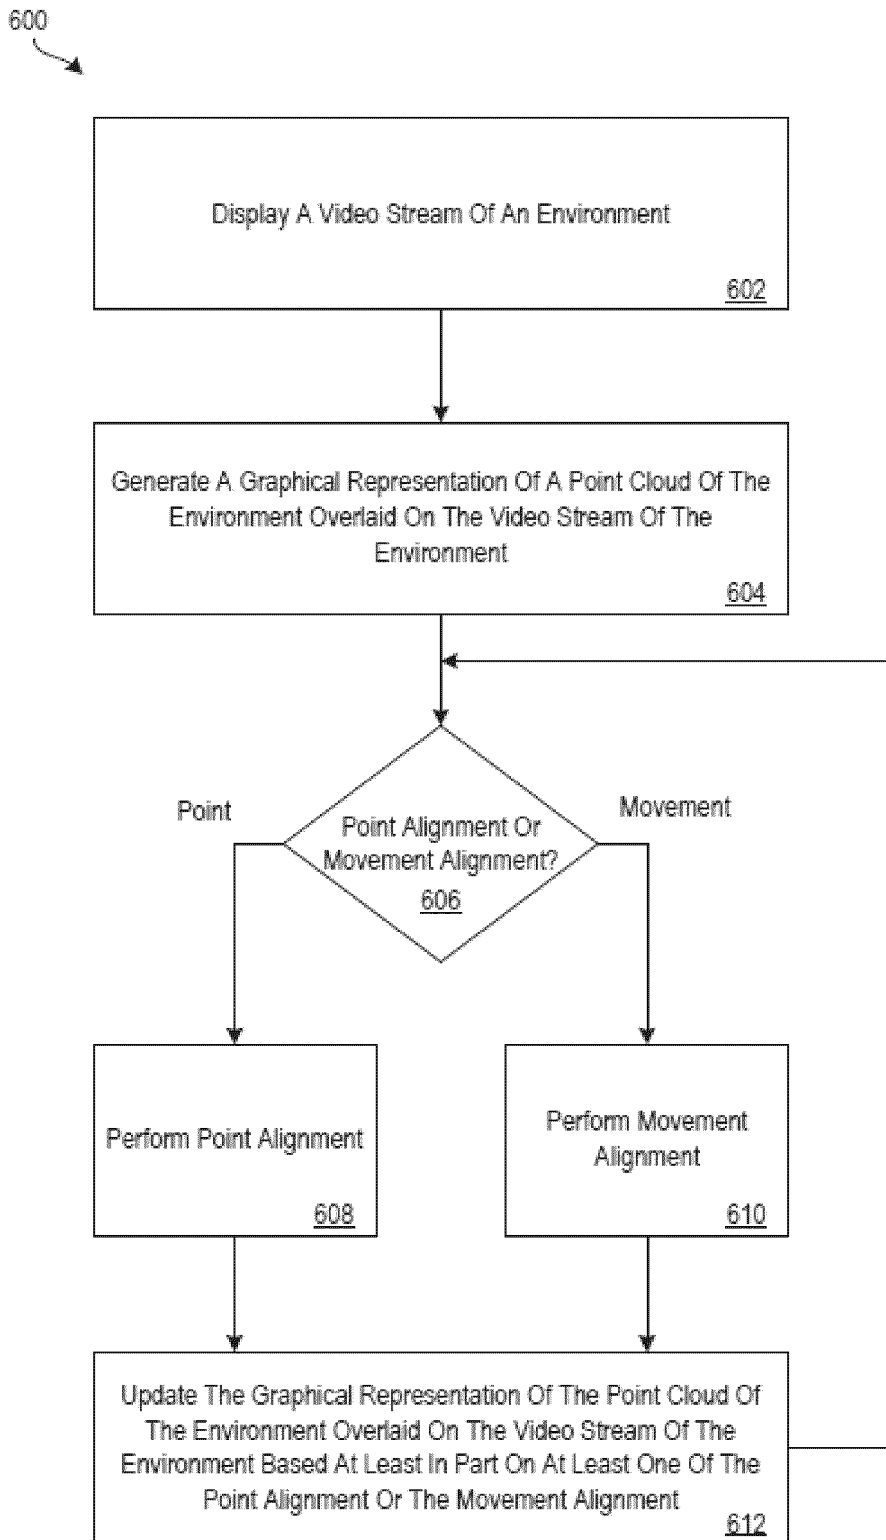 600
Display A Video Stream Of An Environment
602
Generate A Graphical Representation Of A Point Cloud Of The
Environment Overlaid On The Video Stream Of The
Environment
604
Point
Movement
Point Alignment Or
Movement Alignment?
606
Perform Point Alignment
608
Perform Movement
Alignment
610
Update The Graphical Representation Of The Point Cloud Of
The Environment Overlaid On The Video Stream Of The
Environment Based At Least In Part On At Least One Of The
Point Alignment Or The Movement Alignment
612